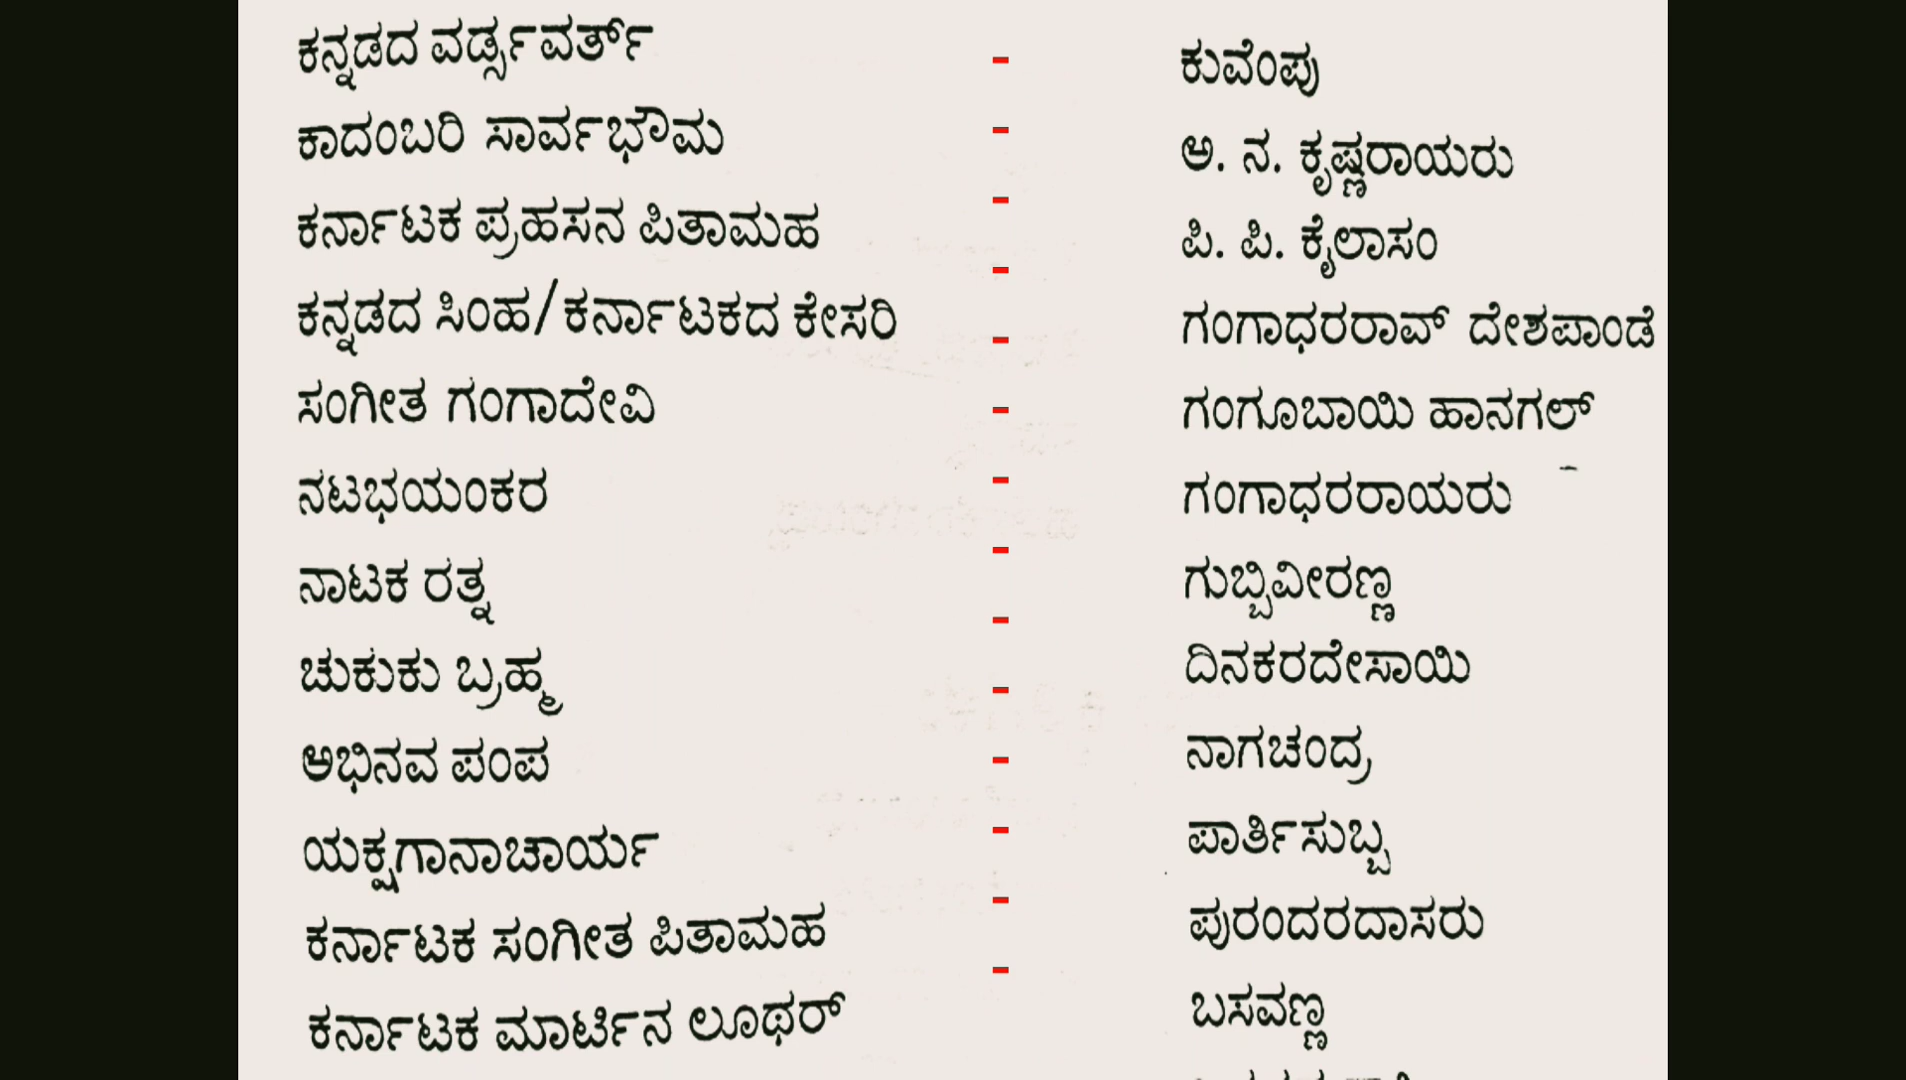 ಕನ್ನಡದ ವರ್ಡ್ಸವರ್ತ್ - ಕುವೆಂಪು
ಕಾದಂಬರಿ ಸಾರ್ವಭೌಮ - ಅ. ನ. ಕೃಷ್ಣರಾಯರು
ಕರ್ನಾಟಕ ಪ್ರಹಸನ ಪಿತಾಮಹ - ಪಿ. ಪಿ. ಕೈಲಾಸಂ
ಕನ್ನಡದ ಸಿಂಹ/ಕರ್ನಾಟಕದ ಕೇಸರಿ - ಗಂಗಾಧರರಾವ್ ದೇಶಪಾಂಡೆ
ಸಂಗೀತ ಗಂಗಾದೇವಿ - ಗಂಗೂಬಾಯಿ ಹಾನಗಲ್
ನಟಭಯಂಕರ - ಗಂಗಾಧರರಾಯರು
ನಾಟಕ ರತ್ನ - ಗುಬ್ಬಿವೀರಣ್ಣ
ಚುಕುಕು ಬ್ರಹ್ಮ - ದಿನಕರದೇಸಾಯಿ
ಅಭಿನವ ಪಂಪ - ನಾಗಚಂದ್ರ
ಯಕ್ಷಗಾನಾಚಾರ್ಯ - ಪಾರ್ತಿಸುಬ್ಬ
ಕರ್ನಾಟಕ ಸಂಗೀತ ಪಿತಾಮಹ - ಪುರಂದರದಾಸರು
ಕರ್ನಾಟಕ ಮಾರ್ಟಿನ ಲೂಥರ್ - ಬಸವಣ್ಣ